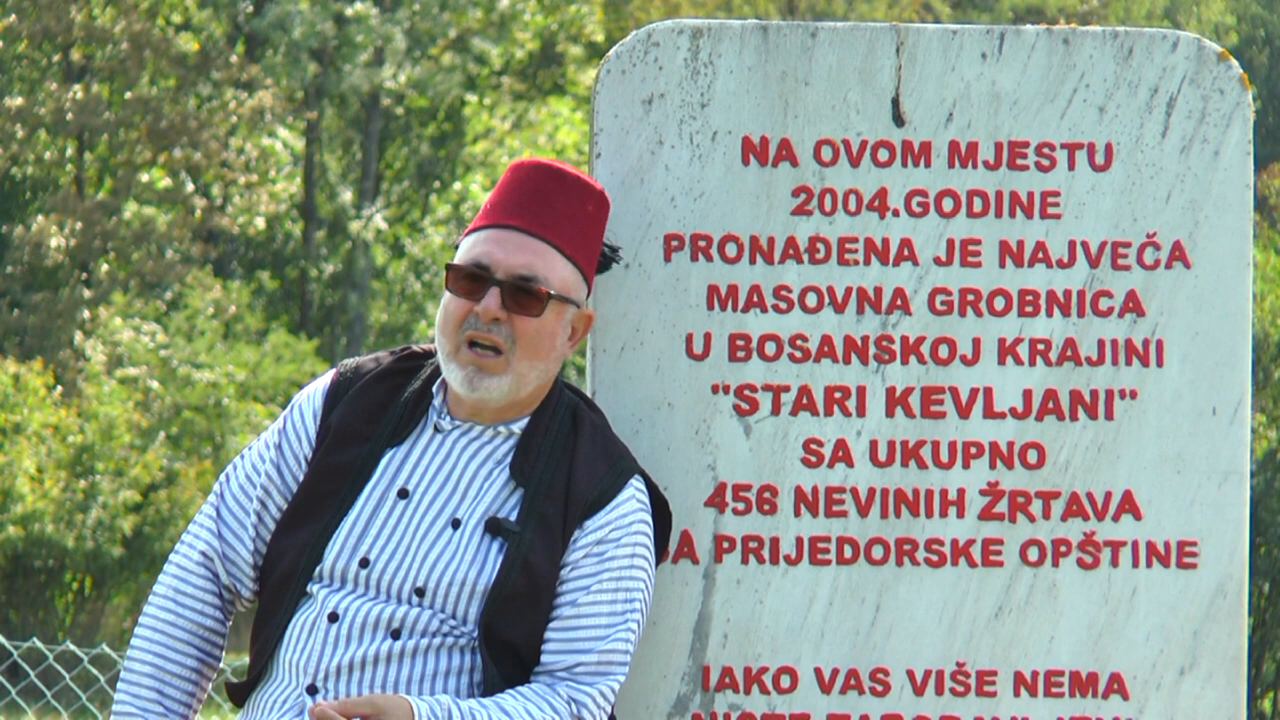 NA OVOM MJESTU
2004.GODINE
PRONAĐENA JE NAJVEČA
MASOVNA GROBNICA
U BOSANSKOJ KRAJINI
"STARI KEVLJANI"
SA UKUPNO
456 NEVINIH ŽRTAVA
SA PRIJEDORSKE OPŠTINE
IAKO VAS VIŠE NEMA